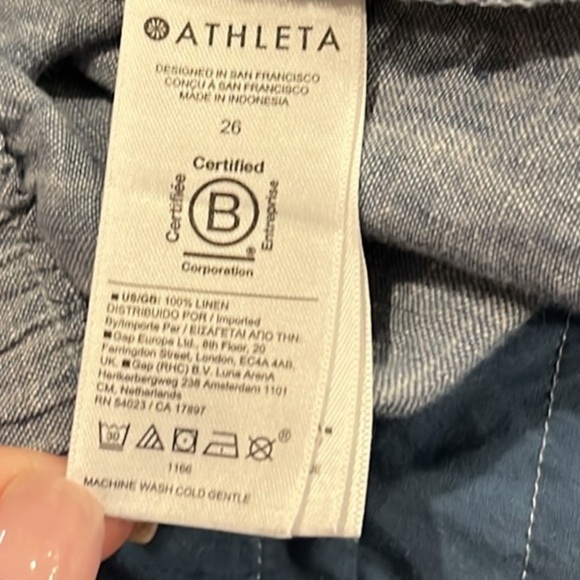 ATHLETA
DESIGNED IN SAN FRANCISCO
CONÇU À SAN FRANCISCO
MADE IN INDONESIA
26
Certified
Certifiée
B
Entreprise
®
Corporation
US/GB: 100% LINEN
DISTRIBUIDO POR / Imported
By/Importé Par / ΕΙΣΑΓΕΤΑΙ ΑΠΟ ΤΗΝ:
Gap Europe Ltd., 8th Floor, 20
Farringdon Street, London, EC4A 4AB,
UK. Gap (RHC) B.V. Luna ArenA
Herikerbergweg 238 Amsterdam 1101
CM, Netherlands
RN 54023 / CA 17897
30
®
1166
MACHINE WASH COLD GENTLE